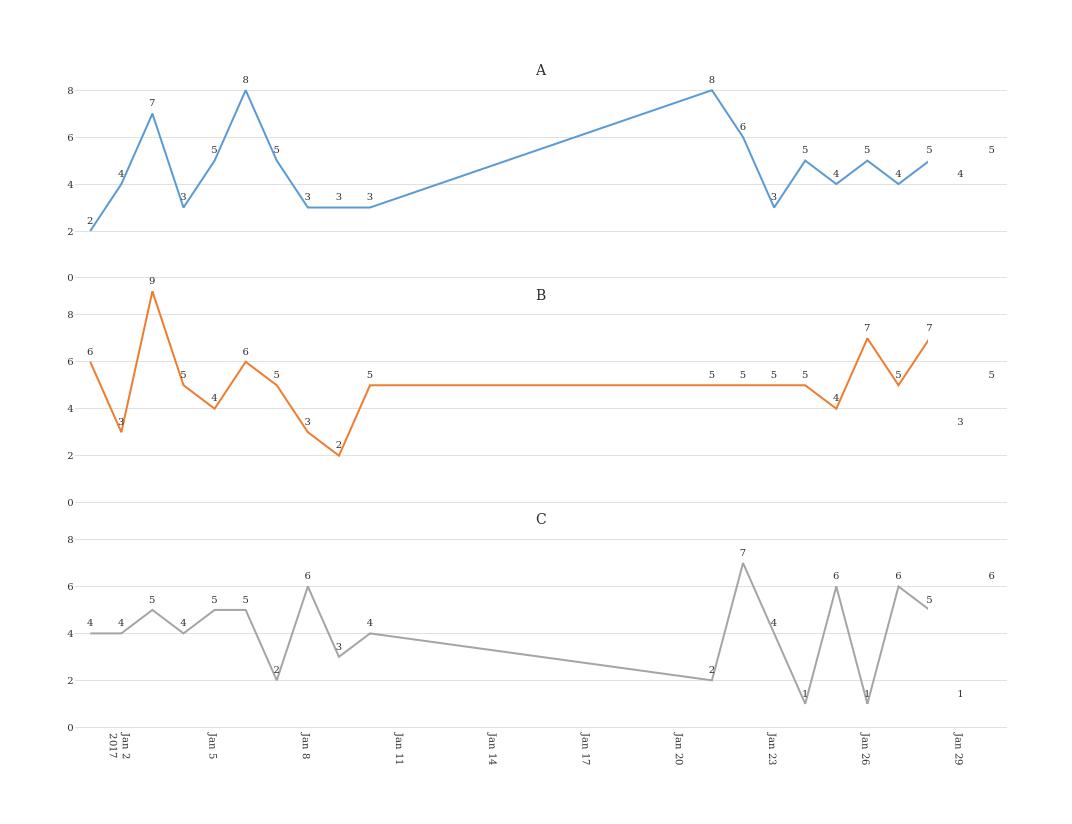 A
8 8
8
7
6
6
5 5 5 5 5 5
4 4 4 4
4
3 3 3 3 3
2
2
0
9
B
8
7 7
6 6
6
5 5 5 5 5 5 5 5 5
4 4
4
3 3 3
2
2
0
C
8
7
6 6 6 6
6
5 5 5 5
4 4 4 4 4
4
3
2 2
2
1 1 1
0
Jan 2
2017
Jan 5
Jan 8
Jan 11
Jan 14
Jan 17
Jan 20
Jan 23
Jan 26
Jan 29